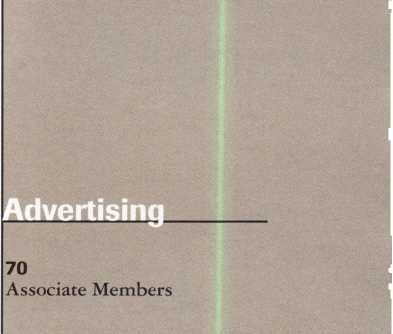 Advertising
70
Associate Members